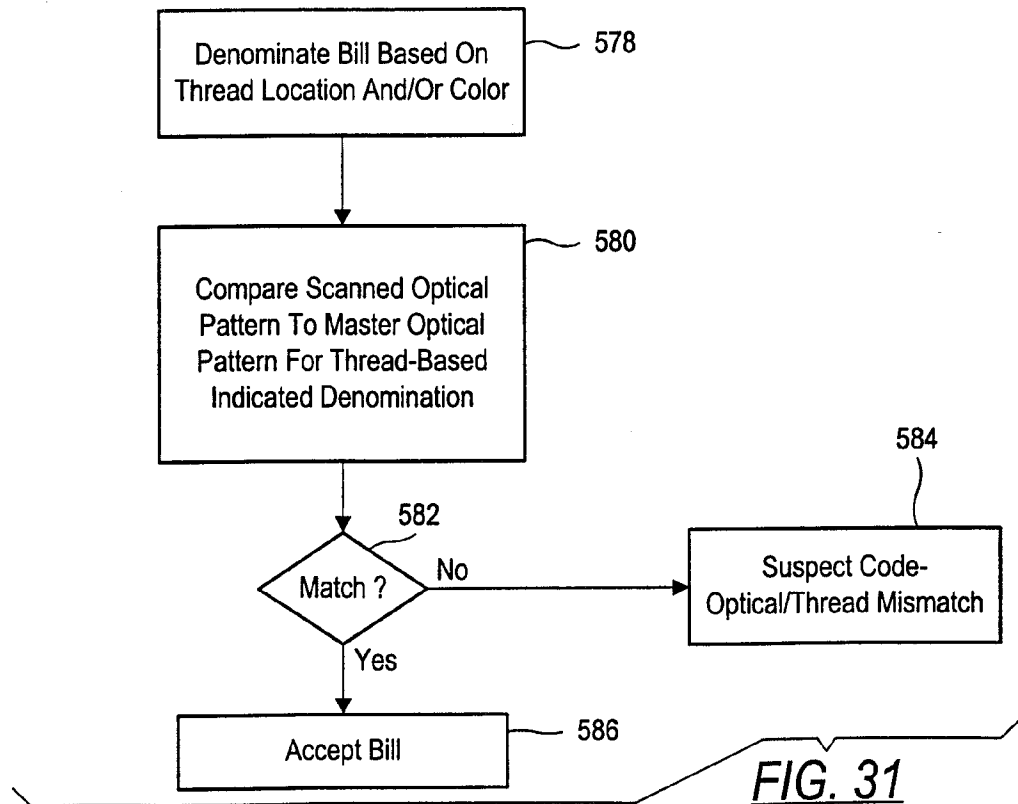 Denominate Bill Based On
Thread Location And/Or Color
578
Compare Scanned Optical
Pattern To Master Optical
Pattern For Thread-Based
Indicated Denomination
580
582
Match ?
No
584
Suspect Code-
Optical/Thread Mismatch
Yes
Accept Bill
586
FIG. 31